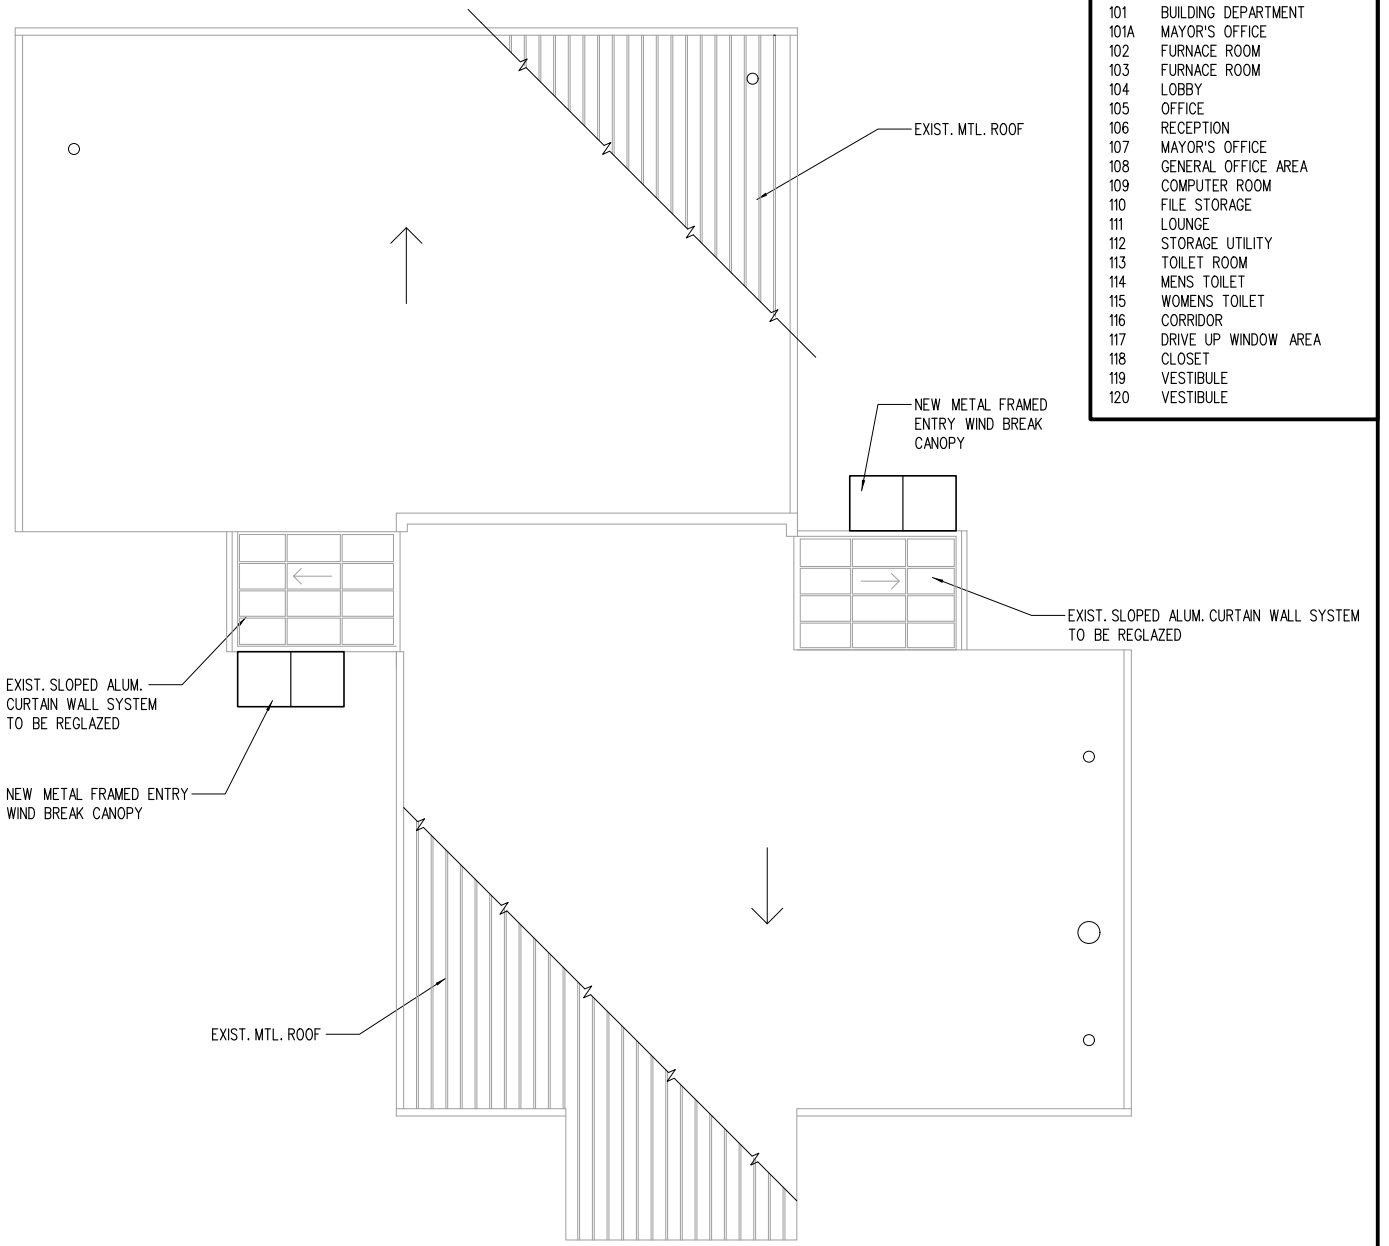 101 BUILDING DEPARTMENT
101A MAYOR'S OFFICE
102 FURNACE ROOM
103 FURNACE ROOM
104 LOBBY
105 OFFICE
106 RECEPTION
107 MAYOR'S OFFICE
108 GENERAL OFFICE AREA
109 COMPUTER ROOM
110 FILE STORAGE
111 LOUNGE
112 STORAGE UTILITY
113 TOILET ROOM
114 MENS TOILET
115 WOMENS TOILET
116 CORRIDOR
117 DRIVE UP WINDOW AREA
118 CLOSET
119 VESTIBULE
120 VESTIBULE
EXIST. MTL. ROOF
NEW METAL FRAMED
ENTRY WIND BREAK
CANOPY
EXIST. SLOPED ALUM. CURTAIN WALL SYSTEM
TO BE REGLAZED
EXIST. SLOPED ALUM.
CURTAIN WALL SYSTEM
TO BE REGLAZED
NEW METAL FRAMED ENTRY
WIND BREAK CANOPY
EXIST. MTL. ROOF